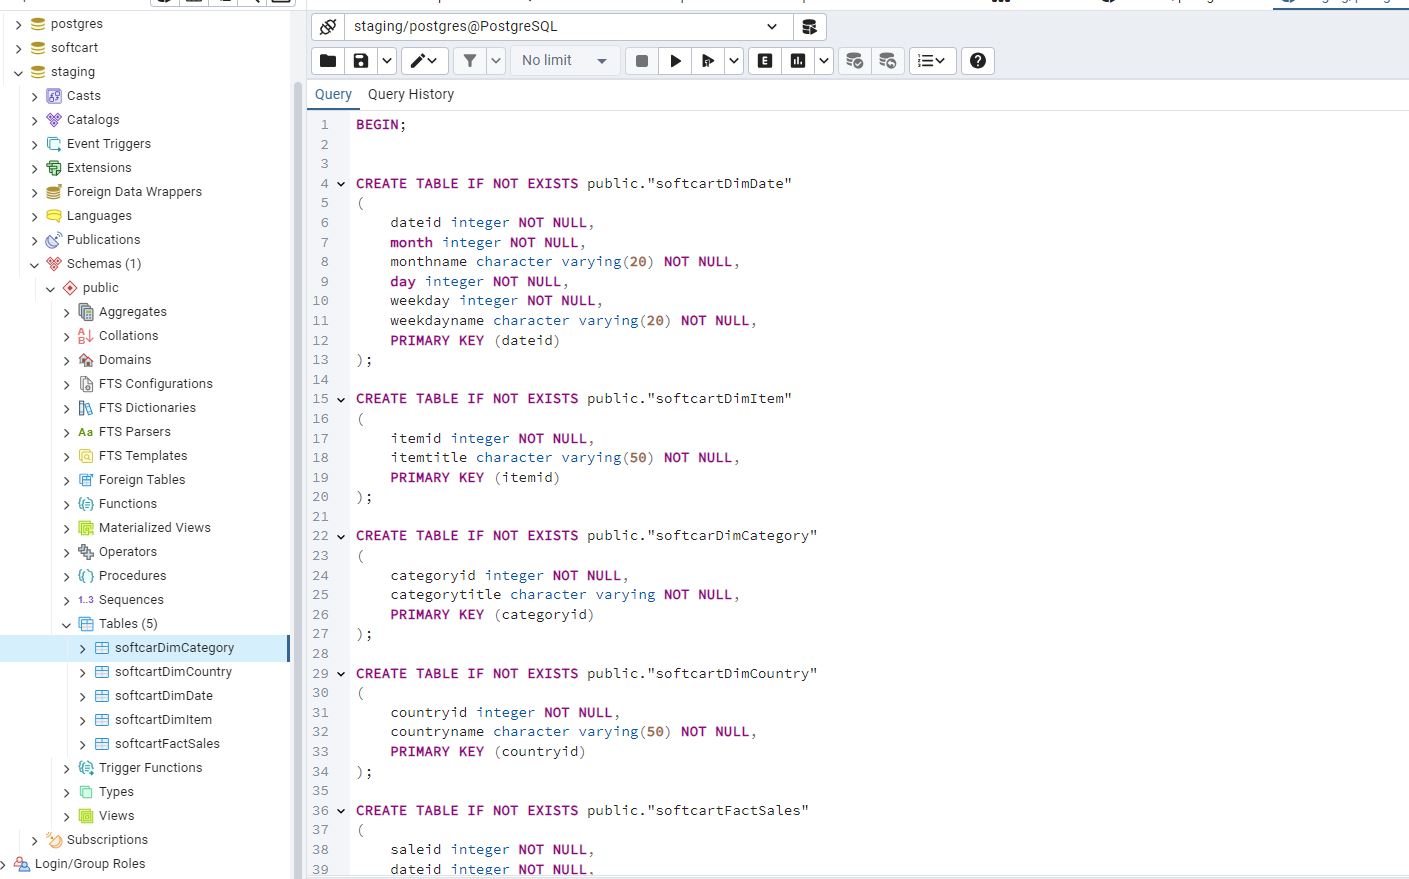 postgres
softcart
staging
Casts
Catalogs
Event Triggers
Extensions
Foreign Data Wrappers
Languages
Publications
Schemas (1)
public
Aggregates
Collations
Domains
FTS Configurations
FTS Dictionaries
Aa FTS Parsers
FTS Templates
Foreign Tables
Functions
Materialized Views
Operators
Procedures
1..3 Sequences
Tables (5)
softcarDimCategory
softcartDimCountry
softcartDimDate
softcartDimItem
softcartFactSales
Trigger Functions
Types
Views
Subscriptions
Login/Group Roles
staging/postgres@PostgreSQL
No limit
E
Query Query History
1 BEGIN;
2
3
4 CREATE TABLE IF NOT EXISTS public."softcartDimDate"
5 (
6 dateid integer NOT NULL,
7 month integer NOT NULL,
8 monthname character varying(20) NOT NULL,
9 day integer NOT NULL,
10 weekday integer NOT NULL,
11 weekdayname character varying(20) NOT NULL,
12 PRIMARY KEY (dateid)
13 );
14
15 CREATE TABLE IF NOT EXISTS public."softcartDimItem"
16 (
17 itemid integer NOT NULL,
18 itemtitle character varying(50) NOT NULL,
19 PRIMARY KEY (itemid)
20 );
21
22 CREATE TABLE IF NOT EXISTS public."softcarDimCategory"
23 (
24 categoryid integer NOT NULL,
25 categorytitle character varying NOT NULL,
26 PRIMARY KEY (categoryid)
27 );
28
29 CREATE TABLE IF NOT EXISTS public."softcartDimCountry"
30 (
31 countryid integer NOT NULL,
32 countryname character varying(50) NOT NULL,
33 PRIMARY KEY (countryid)
34 );
35
36 CREATE TABLE IF NOT EXISTS public."softcartFactSales"
37 (
38 saleid integer NOT NULL,
39 dateid integer NOT NULL,